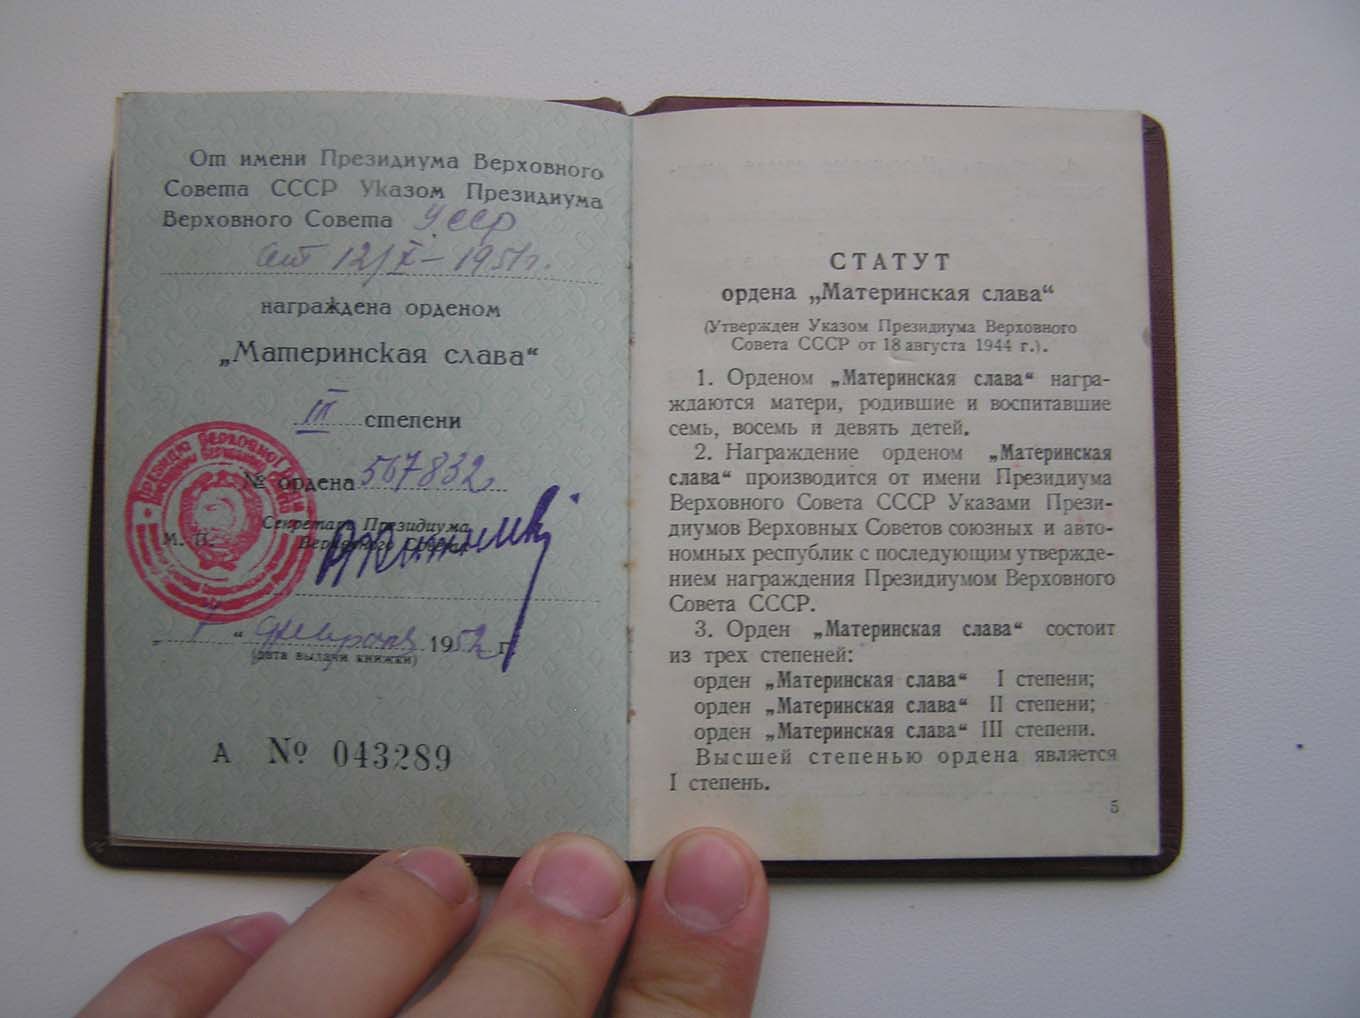 От имени Президиума Верховного
Совета СССР Указом Президиума
Верховного Совета УССР
от 12/X – 1951г.
награждена орденом
„Материнская слава“
III степени
№ ордена 567832
Секретарь Президиума
Верховного Совета
М. П.
„ “ февраля 1952 г.
(дата выдачи книжки)
А № 043289
СТАТУТ
ордена „Материнская слава“
(Утвержден Указом Президиума Верховного
Совета СССР от 18 августа 1944 г.).
1. Орденом „Материнская слава“ награ-
ждаются матери, родившие и воспитавшие
семь, восемь и девять детей.
2. Награждение орденом „Материнская
слава“ производится от имени Президиума
Верховного Совета СССР Указами Прези-
диумов Верховных Советов союзных и авто-
номных республик с последующим утвержде-
нием награждения Президиумом Верховного
Совета СССР.
3. Орден „Материнская слава“ состоит
из трех степеней:
орден „Материнская слава“ I степени;
орден „Материнская слава“ II степени;
орден „Материнская слава“ III степени.
Высшей степенью ордена является
I степень.
5